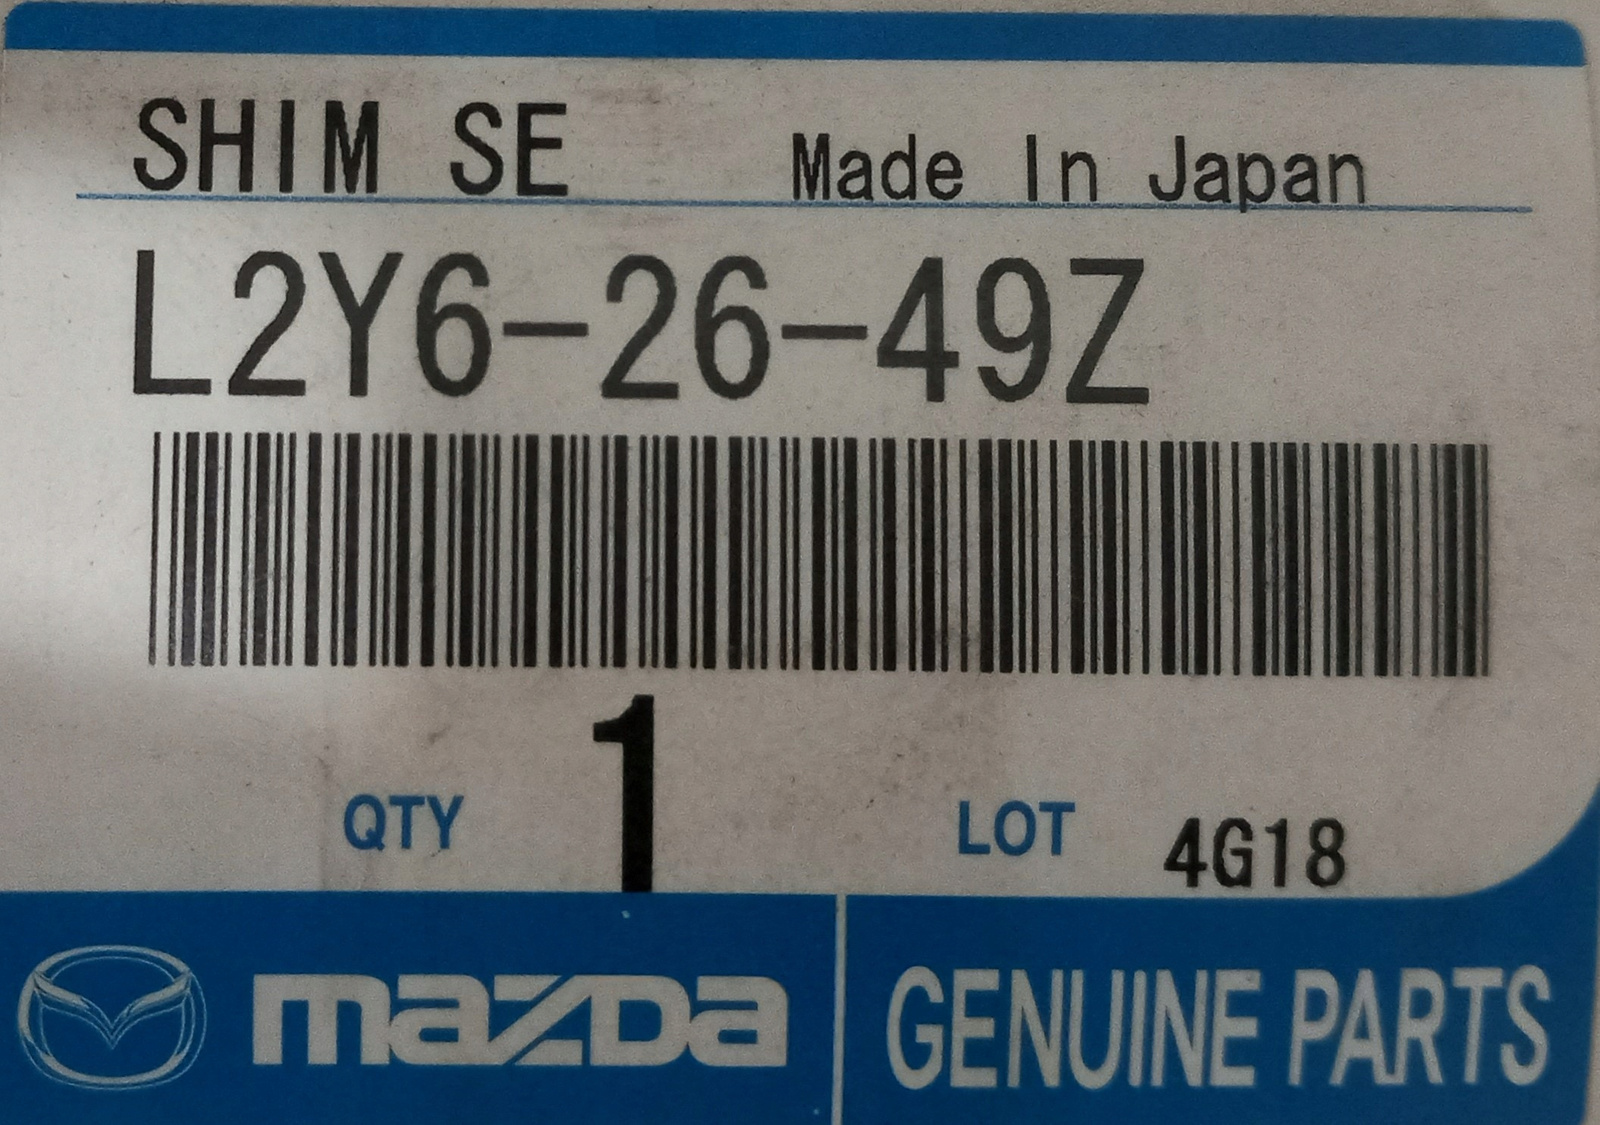 SHIM SE Made In Japan
L2Y6-26-49Z
QTY 1 LOT 4G18
mazda GENUINE PARTS